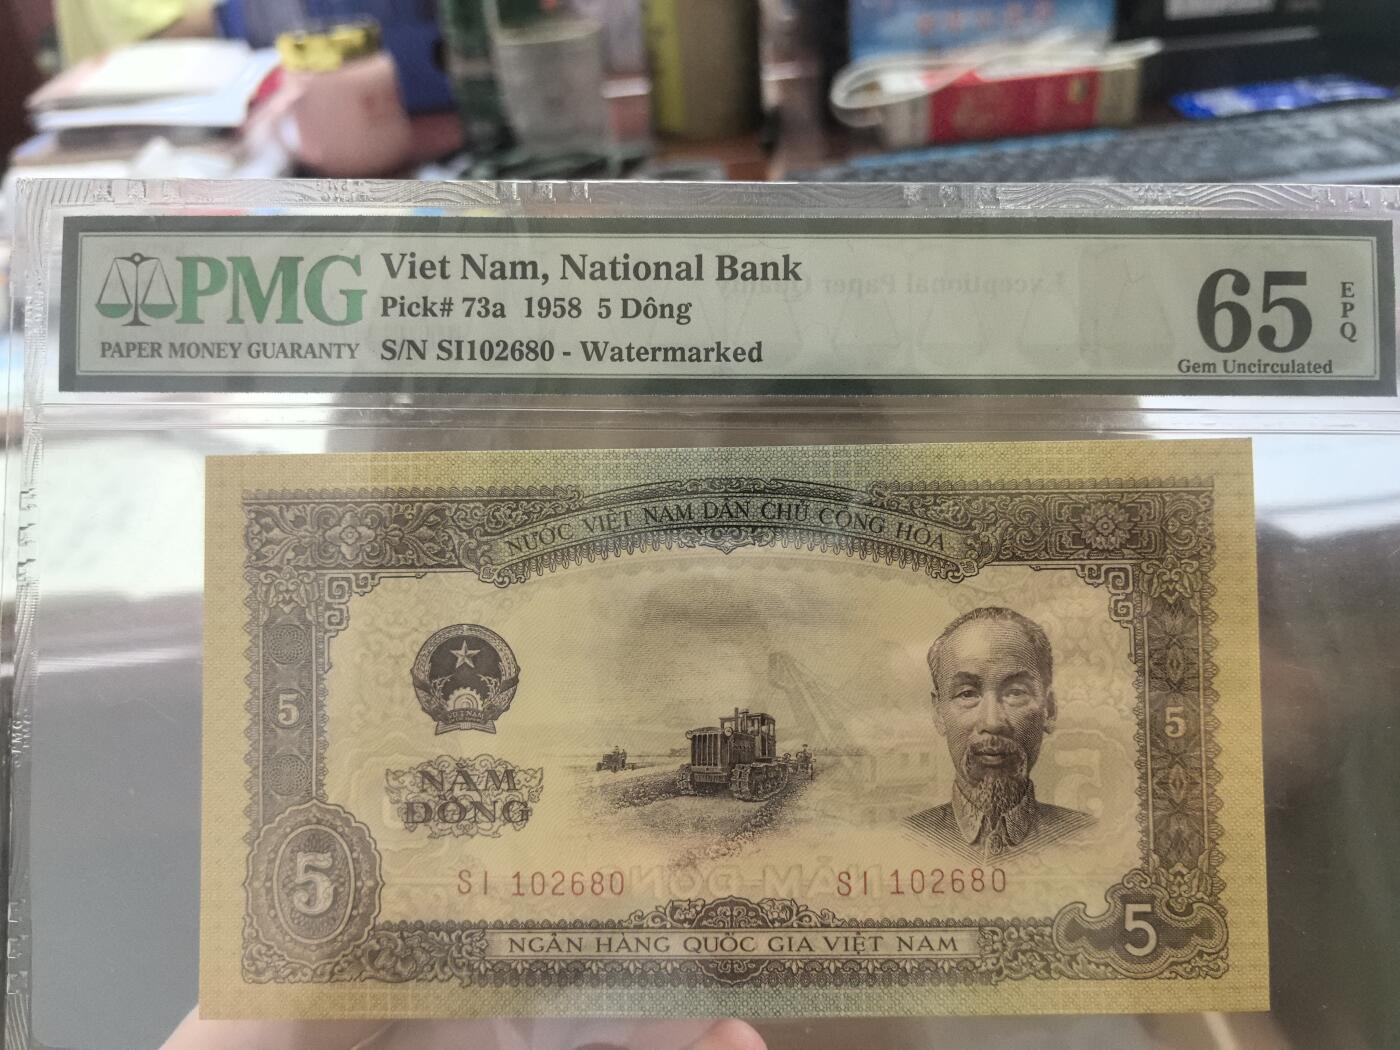 PMG
PAPER MONEY GUARANTY
Viet Nam, National Bank
Pick# 73a 1958 5 Dông
S/N SI102680 - Watermarked
65
EPQ
Gem Uncirculated
NƯỚC VIỆT NAM DÂN CHỦ CỘNG HÒA
5
5
VIỆT NAM
NĂM
ĐỒNG
5
SI 102680
SI 102680
5
NGÂN HÀNG QUỐC GIA VIỆT NAM